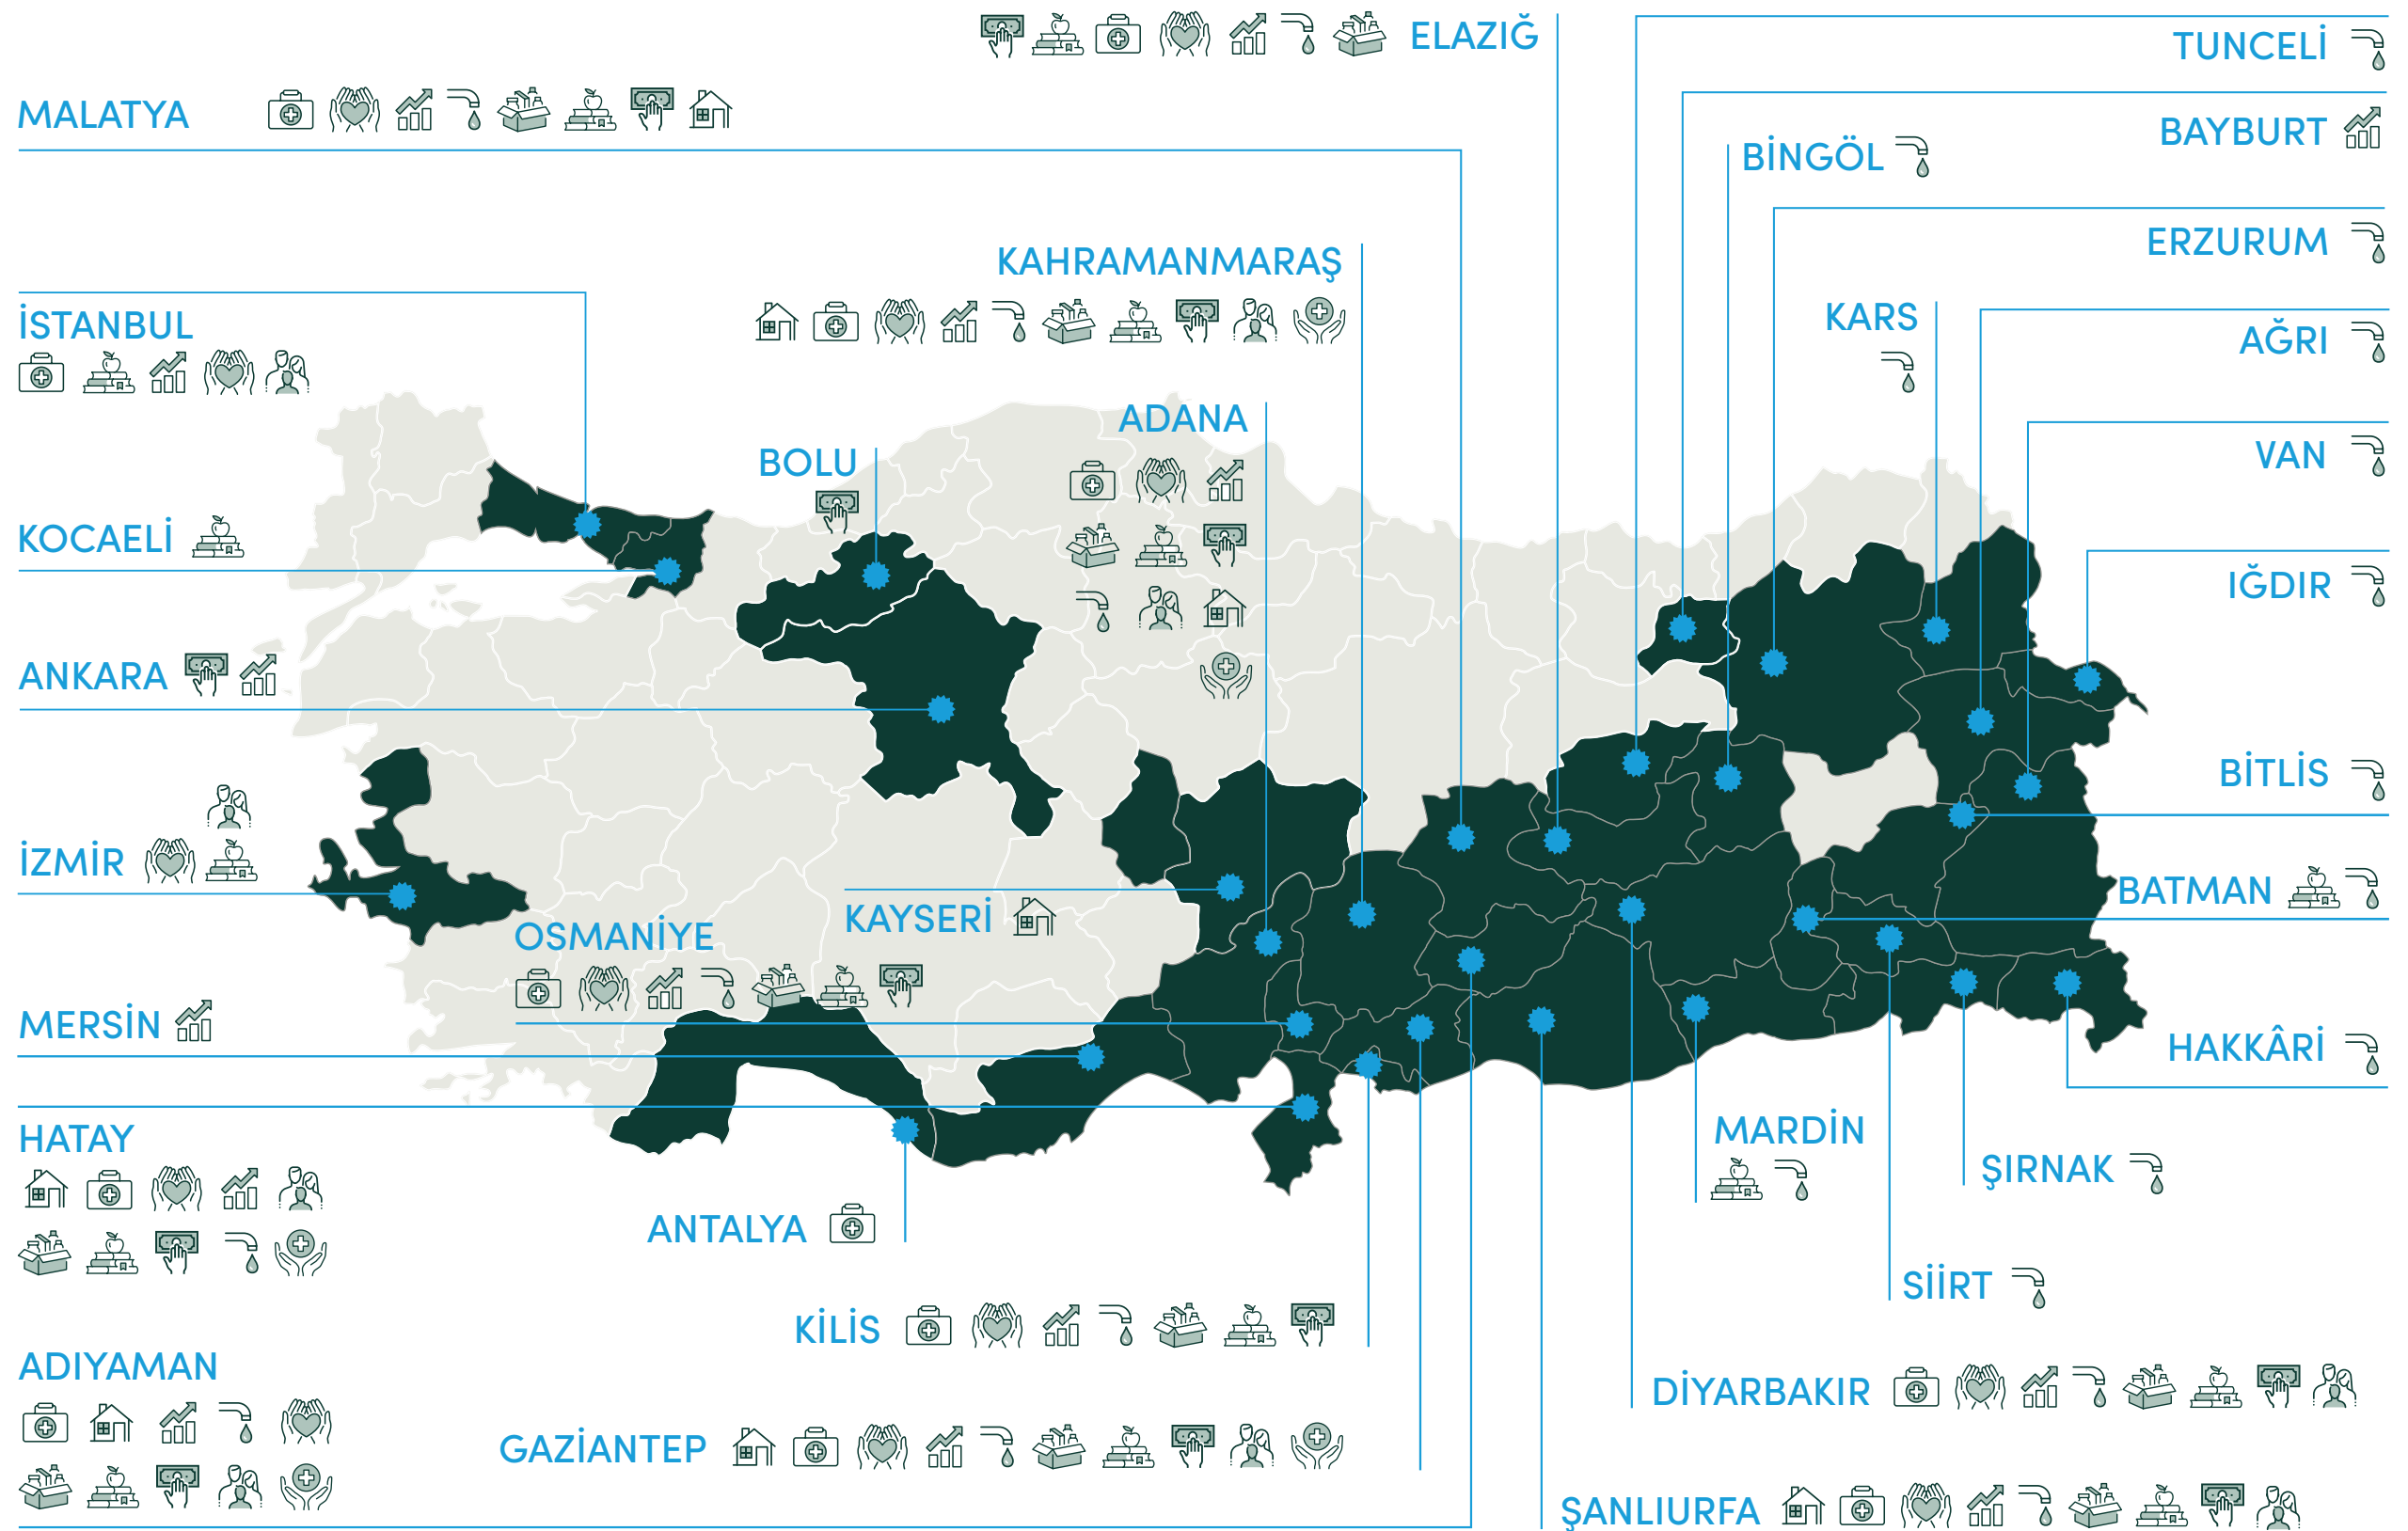 ELAZIĞ
TUNCELİ
MALATYA
BAYBURT
BİNGÖL
ERZURUM
KAHRAMANMARAŞ
İSTANBUL
KARS
AĞRI
ADANA
BOLU
VAN
KOCAELİ
IĞDIR
ANKARA
BİTLİS
İZMİR
BATMAN
KAYSERİ
OSMANİYE
MERSİN
HAKKÂRİ
HATAY
MARDİN
ŞIRNAK
ANTALYA
SİİRT
KİLİS
ADIYAMAN
DİYARBAKIR
GAZİANTEP
ŞANLIURFA